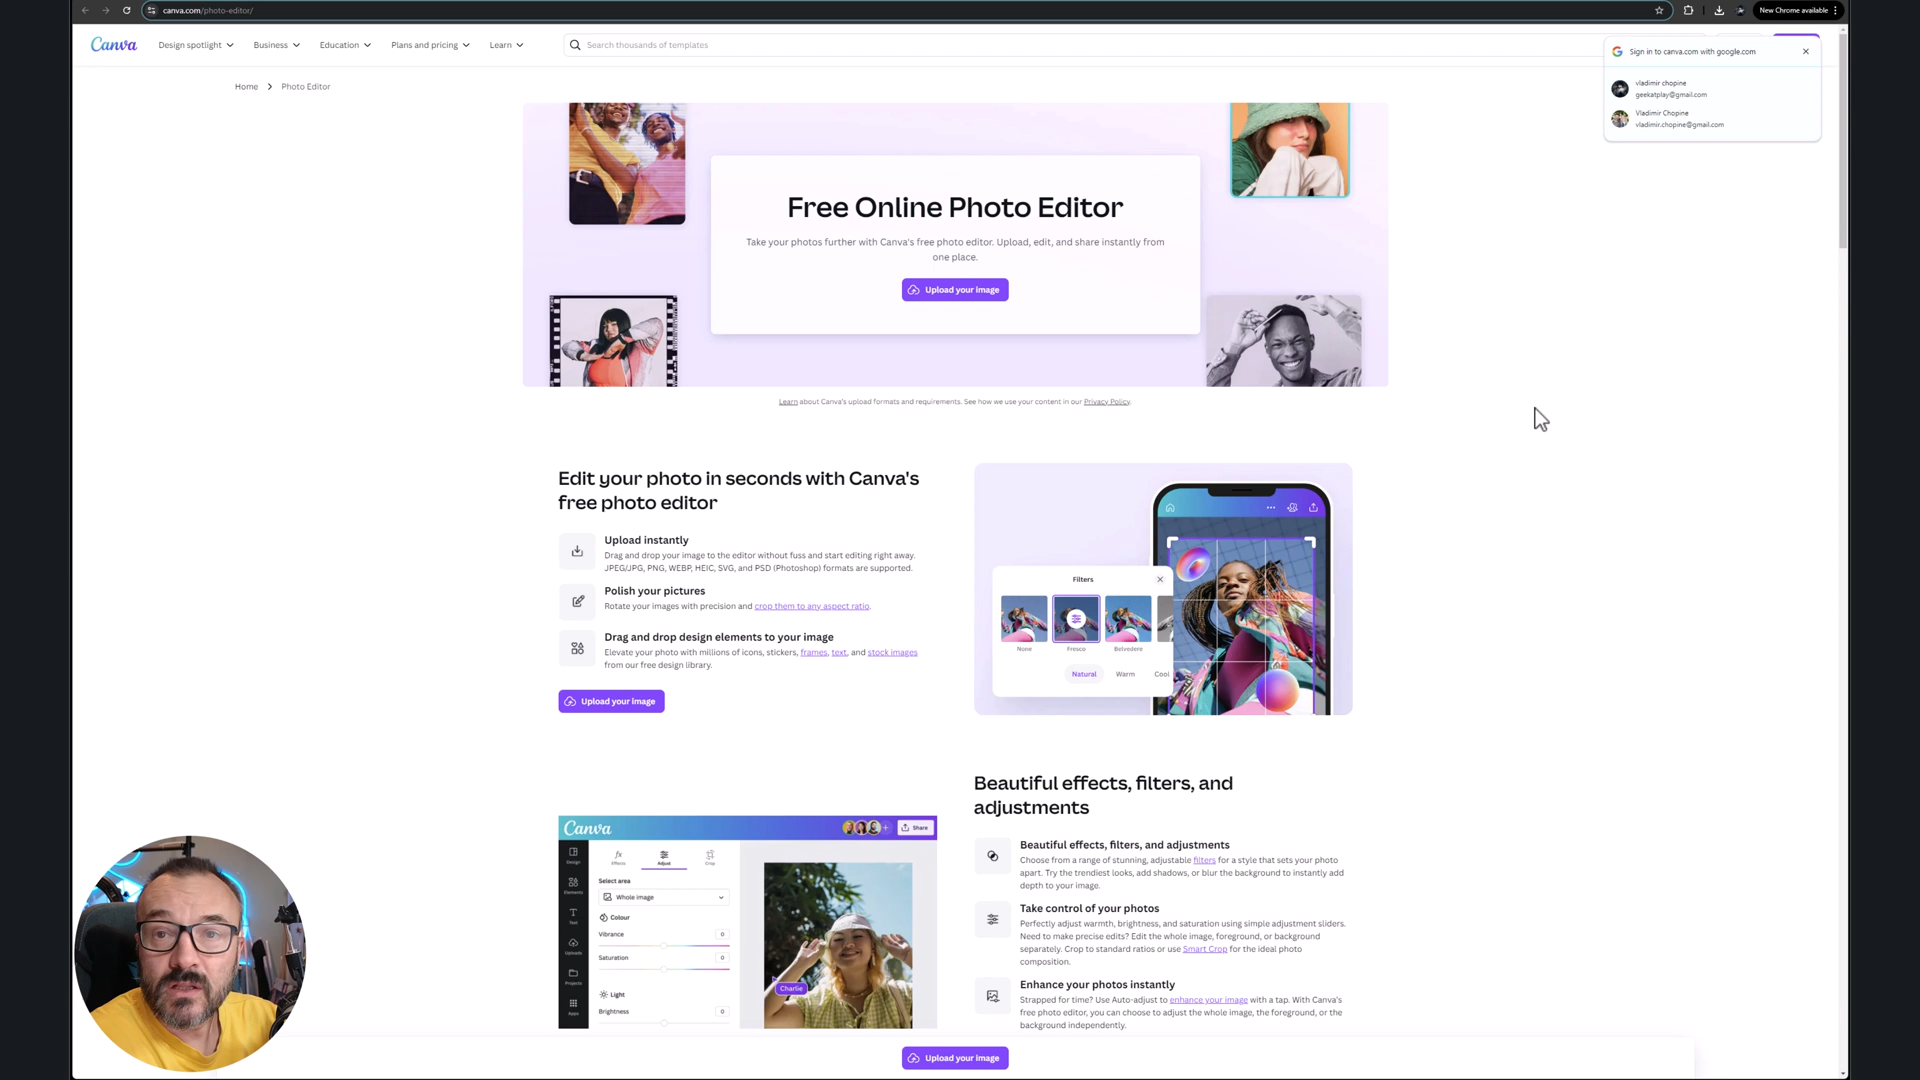 canva.com/photo-editor/
New Chrome available
Canva
Design spotlight
Business
Education
Plans and pricing
Learn
Search thousands of templates
Sign in to canva.com with google.com
vladimir chopine
geekatplay@gmail.com
Vladimir Chopine
vladimir.chopine@gmail.com
Home
Photo Editor
Free Online Photo Editor
Take your photos further with Canva's free photo editor. Upload, edit, and share instantly from
one place.
Upload your image
Learn about Canva's upload formats and requirements. See how we use your content in our Privacy Policy.
Edit your photo in seconds with Canva's
free photo editor
Upload instantly
Drag and drop your image to the editor without fuss and start editing right away.
JPEG/JPG, PNG, WEBP, HEIC, SVG, and PSD (Photoshop) formats are supported.
Polish your pictures
Rotate your images with precision and crop them to any aspect ratio.
Drag and drop design elements to your image
Elevate your photo with millions of icons, stickers, frames, text, and stock images
from our free design library.
Upload your image
Filters
None
Fresco
Belvedere
Natural
Warm
Cool
Canva
Share
Design
Elements
Text
Uploads
Projects
Apps
Effects
Adjust
Crop
Select area
Whole image
Colour
Vibrance
0
Saturation
0
Light
Brightness
0
Charlie
Beautiful effects, filters, and
adjustments
Beautiful effects, filters, and adjustments
Choose from a range of stunning, adjustable filters for a style that sets your photo
apart. Try the trendiest looks, add shadows, or blur the background to instantly add
depth to your image.
Take control of your photos
Perfectly adjust warmth, brightness, and saturation using simple adjustment sliders.
Need to make precise edits? Edit the whole image, foreground, or background
separately. Crop to standard ratios or use Smart Crop for the ideal photo
composition.
Enhance your photos instantly
Strapped for time? Use Auto-adjust to enhance your image with a tap. With Canva's
free photo editor, you can choose to adjust the whole image, the foreground, or the
background independently.
Upload your image